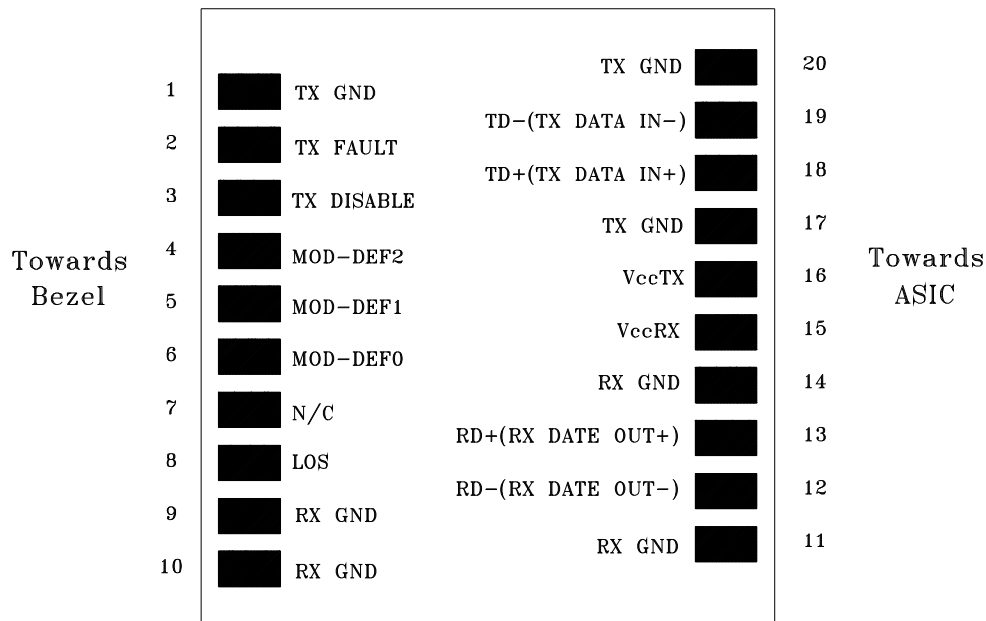 1 TX GND
2 TX FAULT
3 TX DISABLE
4 MOD-DEF2
5 MOD-DEF1
6 MOD-DEF0
7 N/C
8 LOS
9 RX GND
10 RX GND
Towards
Bezel
TX GND 20
TD-(TX DATA IN-) 19
TD+(TX DATA IN+) 18
TX GND 17
VccTX 16
VccRX 15
RX GND 14
RD+(RX DATE OUT+) 13
RD-(RX DATE OUT-) 12
RX GND 11
Towards
ASIC